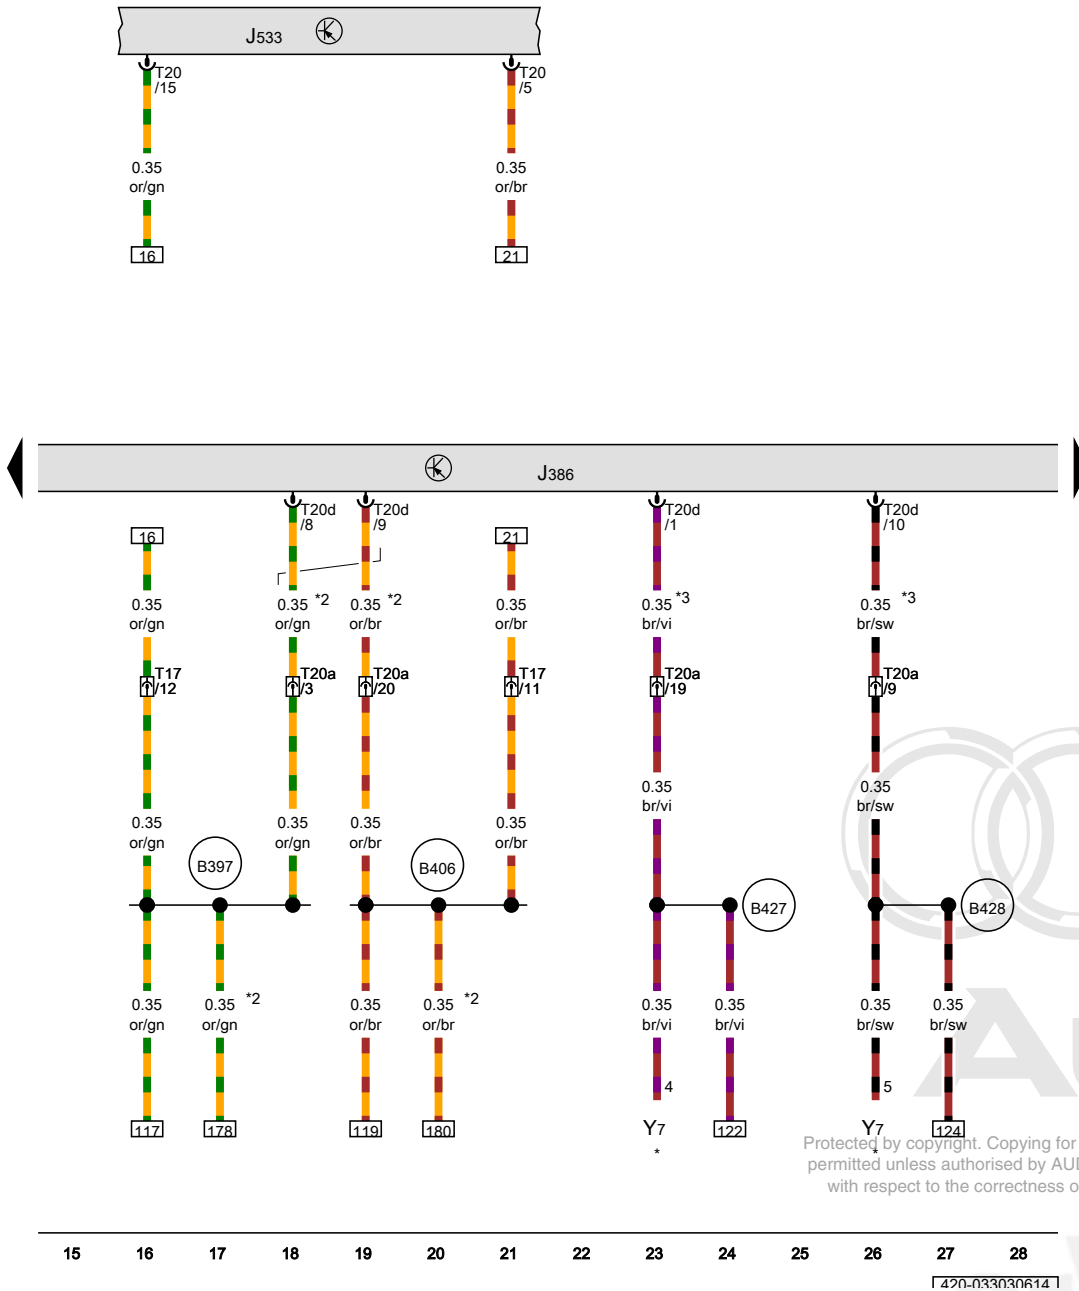 J533
T20
/15
T20
/5
0.35
or/gn
0.35
or/br
16
21
J386
T20d
/8
T20d
/9
T20d
/1
T20d
/10
16
21
0.35
or/gn
0.35 *2
or/gn
0.35 *2
or/br
0.35
or/br
0.35 *3
br/vi
0.35 *3
br/sw
T17
/12
T20a
/3
T20a
/20
T17
/11
T20a
/19
T20a
/9
0.35
br/vi
0.35
br/sw
0.35
or/gn
0.35
or/gn
0.35
or/br
0.35
or/br
B397
B406
B427
B428
0.35
or/gn
0.35 *2
or/gn
0.35
or/br
0.35 *2
or/br
0.35
br/vi
0.35
br/vi
0.35
br/sw
0.35
br/sw
4
5
117
178
119
180
Y7
*
122
Y7
*
124
Protected by copyright. Copying for
permitted unless authorised by AUD
with respect to the correctness o
15 16 17 18 19 20 21 22 23 24 25 26 27 28
420-033030614